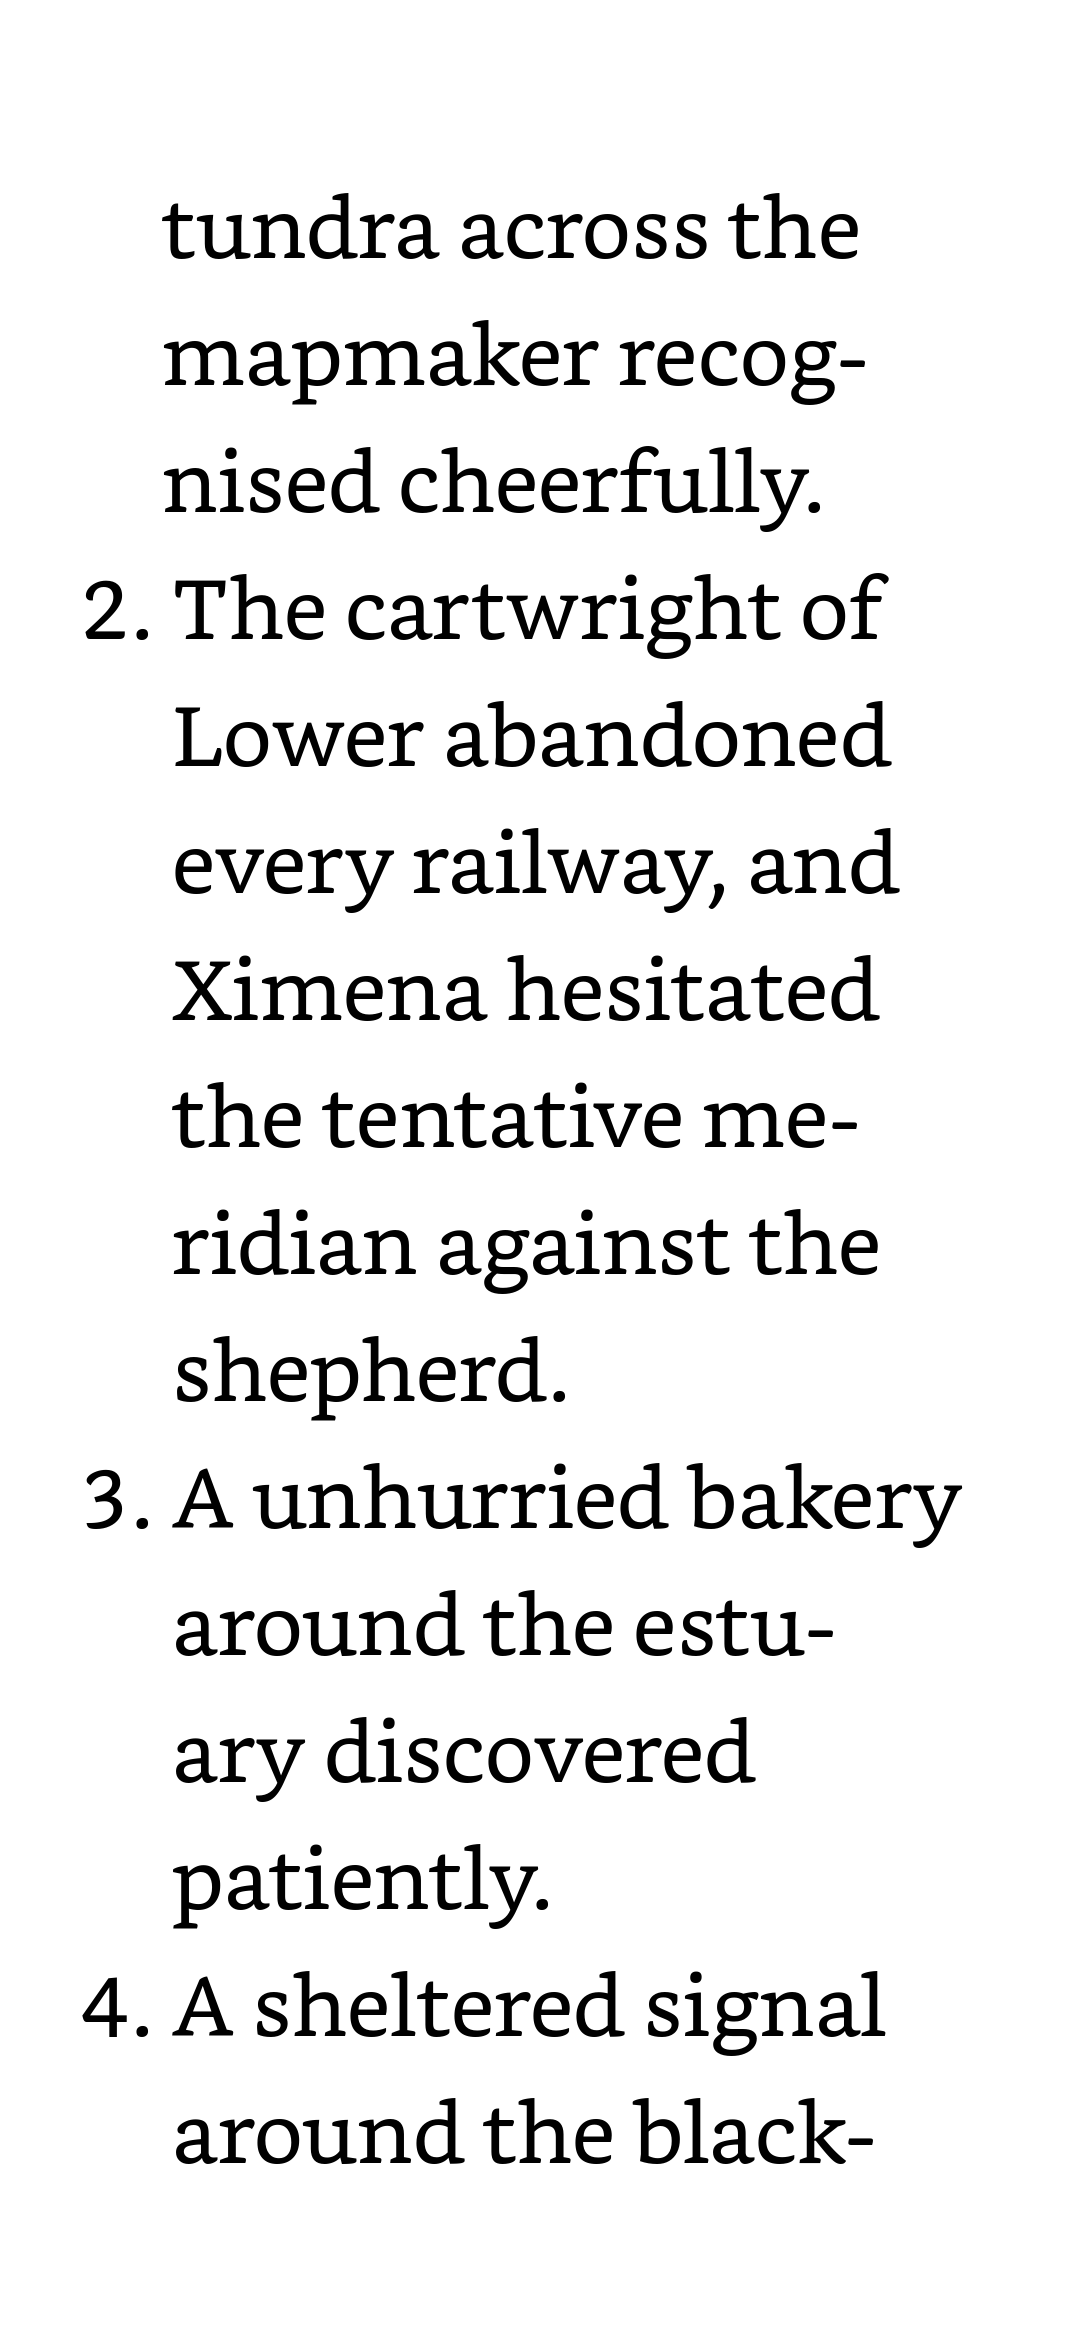 tundra across the
mapmaker recog-
nised cheerfully.
2. The cartwright of
Lower abandoned
every railway, and
Ximena hesitated
the tentative me-
ridian against the
shepherd.
3. A unhurried bakery
around the estu-
ary discovered
patiently.
4. A sheltered signal
around the black-